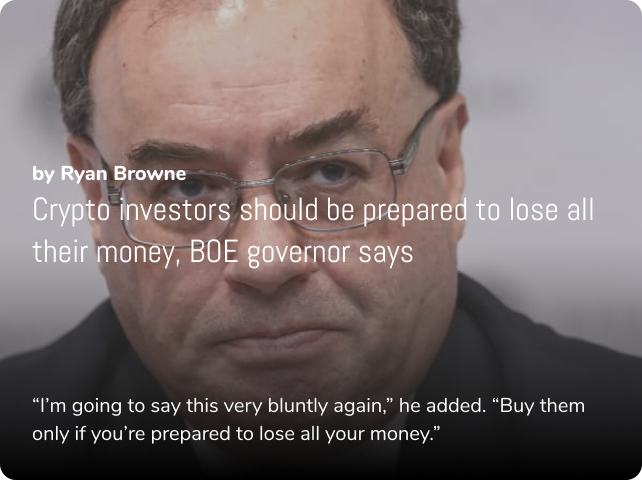 by Ryan Browne
Crypto investors should be prepared to lose all
their money, BOE governor says
“I’m going to say this very bluntly again,” he added. “Buy them
only if you’re prepared to lose all your money.”